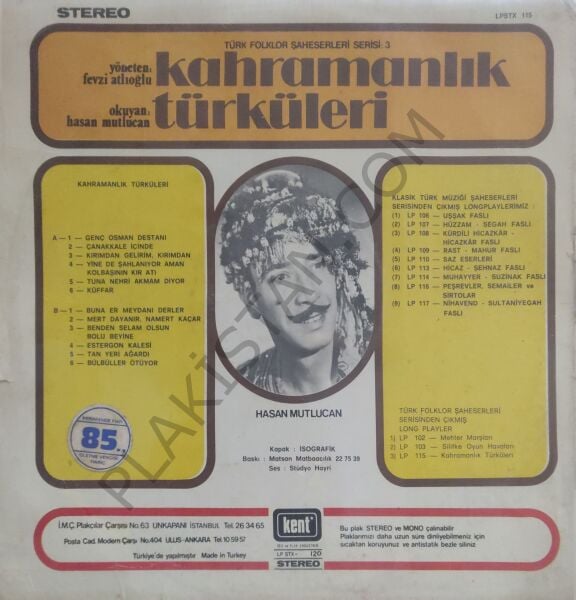 STEREO
LPSTX 115
TÜRK FOLKLOR ŞAHESERLERİ SERİSİ: 3
yöneten:
fevzi atlıoğlu
kahramanlık
okuyan:
hasan mutlucan
türküleri
KAHRAMANLIK TÜRKÜLERİ
A — 1 — GENÇ OSMAN DESTANI
2 — ÇANAKKALE İÇİNDE
3 — KIRIMDAN GELİRİM, KIRIMDAN
4 — YİNE DE ŞAHLANIYOR AMAN
KOLBAŞININ KIR ATI
5 — TUNA NEHRİ AKMAM DİYOR
6 — KÜFFAR
B — 1 — BUNA ER MEYDANI DERLER
2 — MERT DAYANIR, NAMERT KAÇAR
3 — BENDEN SELAM OLSUN
BOLU BEYİNE
4 — ESTERGON KALESİ
5 — TAN YERİ AĞARDI
6 — BÜLBÜLLER ÖTÜYOR
85.
HASAN MUTLUCAN
Kapak : İSOGRAFİK
Baskı : Matson Matbaacılık 22 75 39
Ses : Stüdyo Hayri
KLASİK TÜRK MÜZİĞİ ŞAHESERLERİ
SERİSİNDEN ÇIKMIŞ LONGPLAYLERİMİZ :
(1) LP 106 — UŞŞAK FASLI
(2) LP 107 — HÜZZAM - SEGAH FASLI
(3) LP 108 — KÜRDİLİ HİCAZKÂR -
HİCAZKÂR FASLI
(4) LP 109 — RAST - MAHUR FASLI
(5) LP 110 — SAZ ESERLERİ
(6) LP 113 — HİCAZ - ŞEHNAZ FASLI
(7) LP 114 — MUHAYYER - SUZİNAK FASLI
(8) LP 116 — PEŞREVLER, SEMAİLER ve
SİRTOLAR
(9) LP 117 — NİHAVEND - SULTANİYEGAH
FASLI
TÜRK FOLKLOR ŞAHESERLERİ
SERİSİNDEN ÇIKMIŞ
LONG PLAYLER
1) LP 102 — Mehter Marşları
2) LP 103 — Silifke Oyun Havaları
3) LP 115 — Kahramanlık Türküleri
İ.M.Ç. Plakçılar Çarşısı No. 63 UNKAPANI İSTANBUL Tel. 26 34 65
Posta Cad. Modern Çarşı No. 404 ULUS - ANKARA Tel. 10 59 57
Türkiye'de yapılmıştır Made in Turkey
kent
LP STX - 120
STEREO
Bu plak STEREO ve MONO çalınabilir
Plaklarımızı daha uzun süre dinliyebilmeniz için
sıcaktan koruyunuz ve antistatik bezle siliniz.
PLAKİSTAN.COM